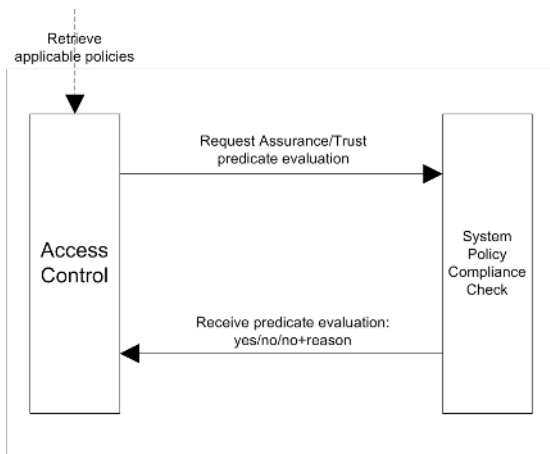 Retrieve
applicable policies
Request Assurance/Trust
predicate evaluation
Access
Control
System
Policy
Compliance
Check
Receive predicate evaluation:
yes/no/no+reason